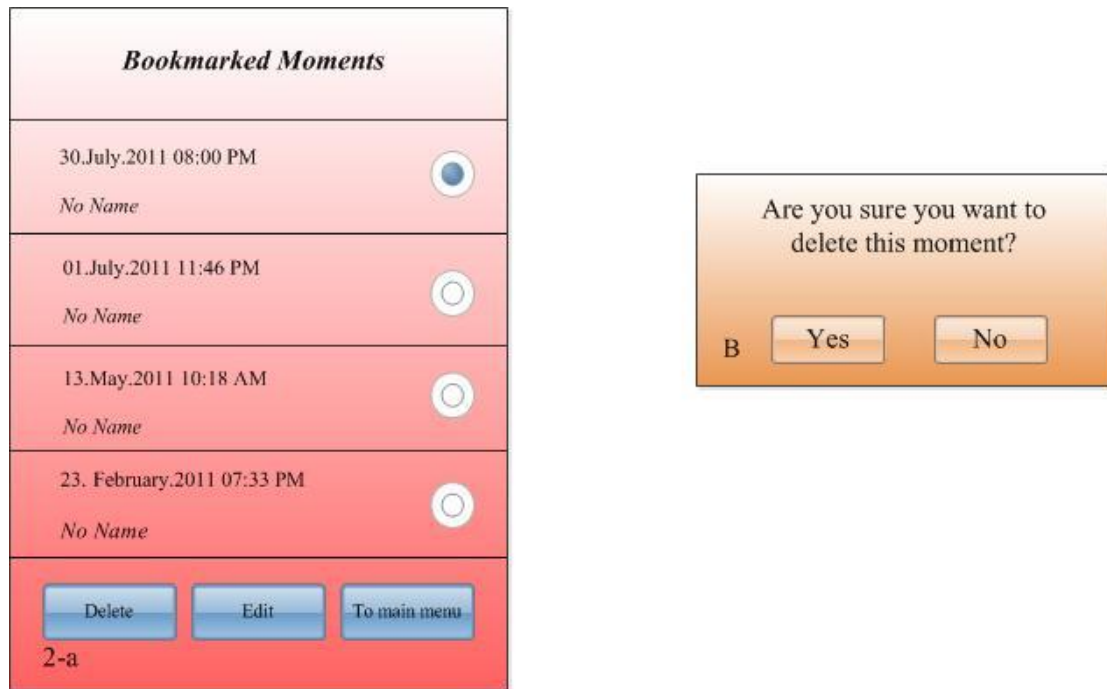 Bookmarked Moments
30.July.2011 08:00 PM
No Name
01.July.2011 11:46 PM
No Name
13.May.2011 10:18 AM
No Name
23. February.2011 07:33 PM
No Name
Delete Edit To main menu
2-a
Are you sure you want to
delete this moment?
B Yes No